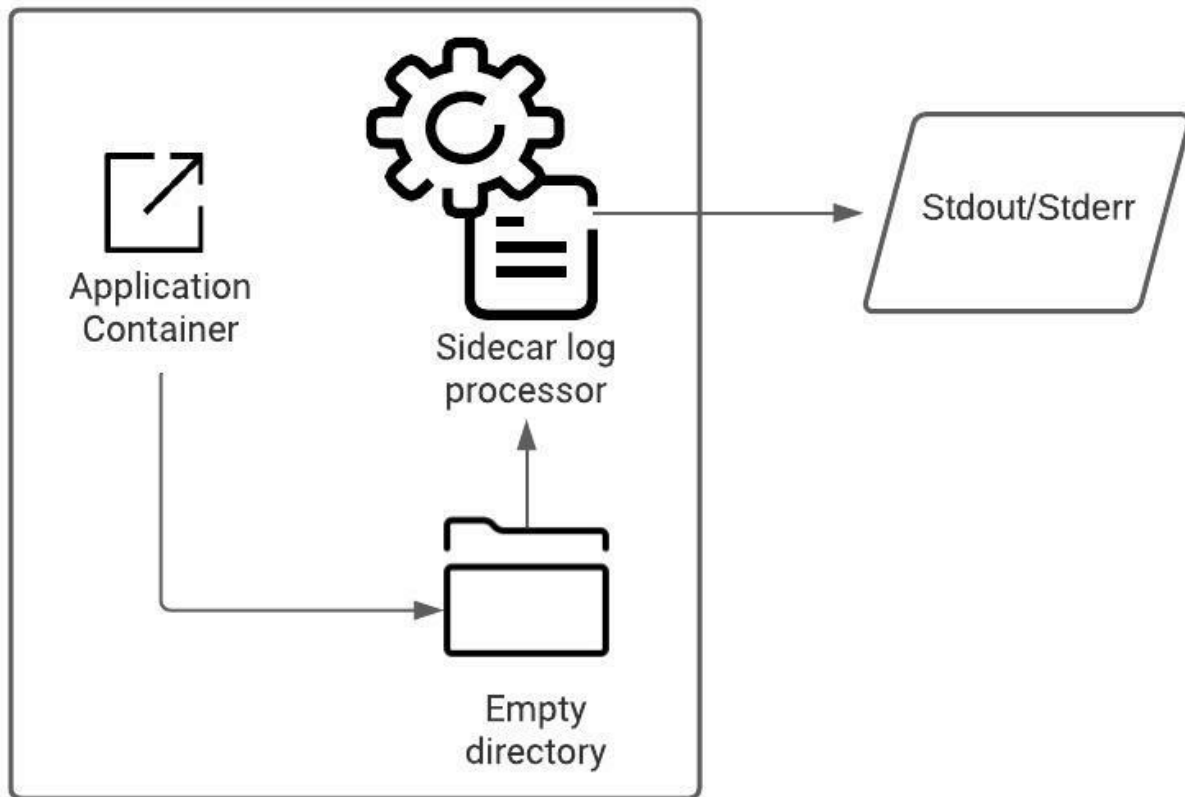 Application
Container
Sidecar log
processor
Stdout/Stderr
Empty
directory